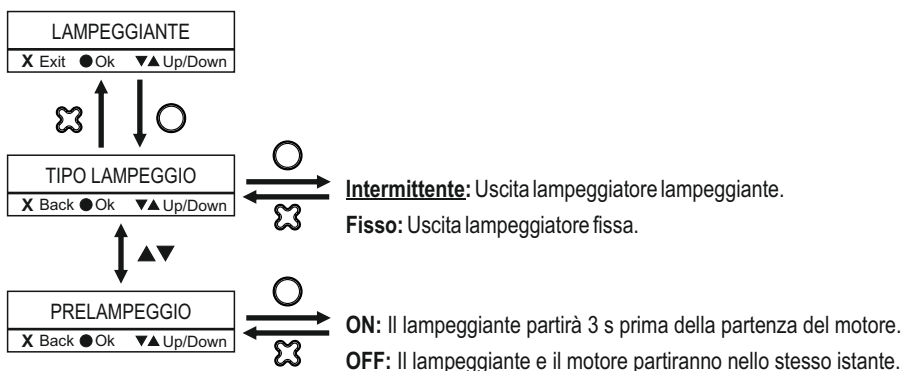 LAMPEGGIANTE
X Exit ●Ok ▼▲Up/Down
TIPO LAMPEGGIO
X Back ●Ok ▼▲Up/Down
Intermittente: Uscita lampeggiatore lampeggiante.
Fisso: Uscita lampeggiatore fissa.
▲▼
PRELAMPEGGIO
X Back ●Ok ▼▲Up/Down
ON: Il lampeggiante partirà 3 s prima della partenza del motore.
OFF: Il lampeggiante e il motore partiranno nello stesso istante.